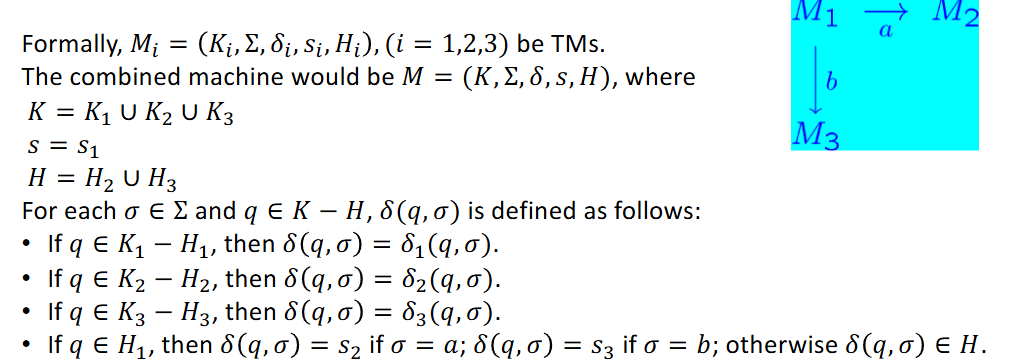 Formally, Mᵢ = (Kᵢ, Σ, δᵢ, sᵢ, Hᵢ), (i = 1,2,3) be TMs.
The combined machine would be M = (K, Σ, δ, s, H), where
K = K₁ ∪ K₂ ∪ K₃
s = s₁
H = H₂ ∪ H₃
For each σ ∈ Σ and q ∈ K − H, δ(q, σ) is defined as follows:
• If q ∈ K₁ − H₁, then δ(q, σ) = δ₁(q, σ).
• If q ∈ K₂ − H₂, then δ(q, σ) = δ₂(q, σ).
• If q ∈ K₃ − H₃, then δ(q, σ) = δ₃(q, σ).
• If q ∈ H₁, then δ(q, σ) = s₂ if σ = a; δ(q, σ) = s₃ if σ = b; otherwise δ(q, σ) ∈ H.
M₁ → M₂
a
↓ b
M₃